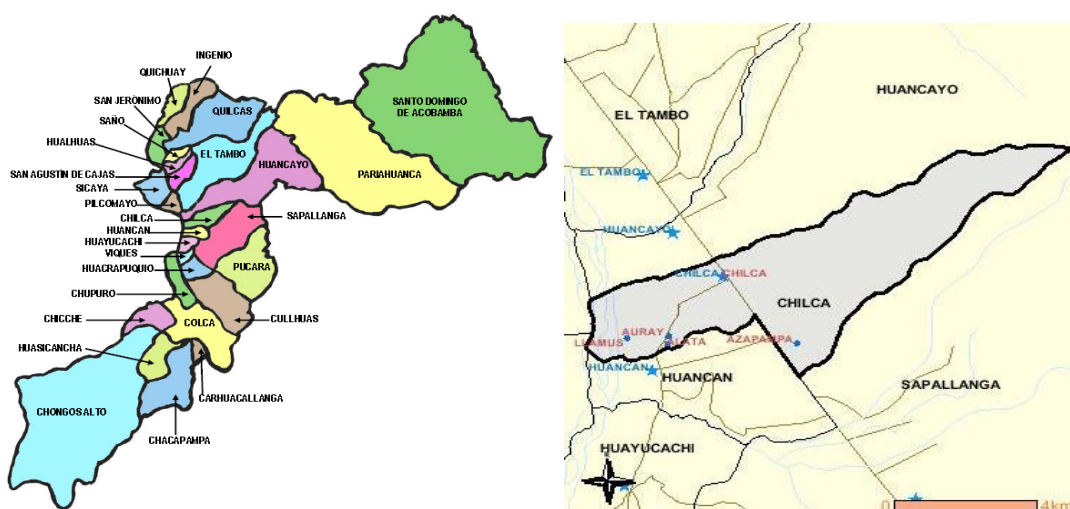 INGENIO
QUICHUAY
SAN JERÓNIMO
QUILCAS
SAÑO
HUALHUAS
EL TAMBO
SAN AGUSTÍN DE CAJAS
SICAYA
PILCOMAYO
HUANCAYO
PARIAHUANCA
SANTO DOMINGO
DE ACOBAMBA
CHILCA
SAPALLANGA
HUANCAN
HUAYUCACHI
VIQUES
HUACRAPUQUIO
PUCARA
CHUPURO
CHICCHE
COLCA
CULLHUAS
HUASICANCHA
CHONGOSALTO
CARHUACALLANGA
CHACAPAMPA
HUANCAYO
EL TAMBO
EL TAMBO
HUANCAYO
CHILCA
CHILCA
CHILCA
AURAY
LLAMUS
ALATA
AZAPAMPA
HUANCAN
HUANCAN
SAPALLANGA
HUAYUCACHI
0
4km